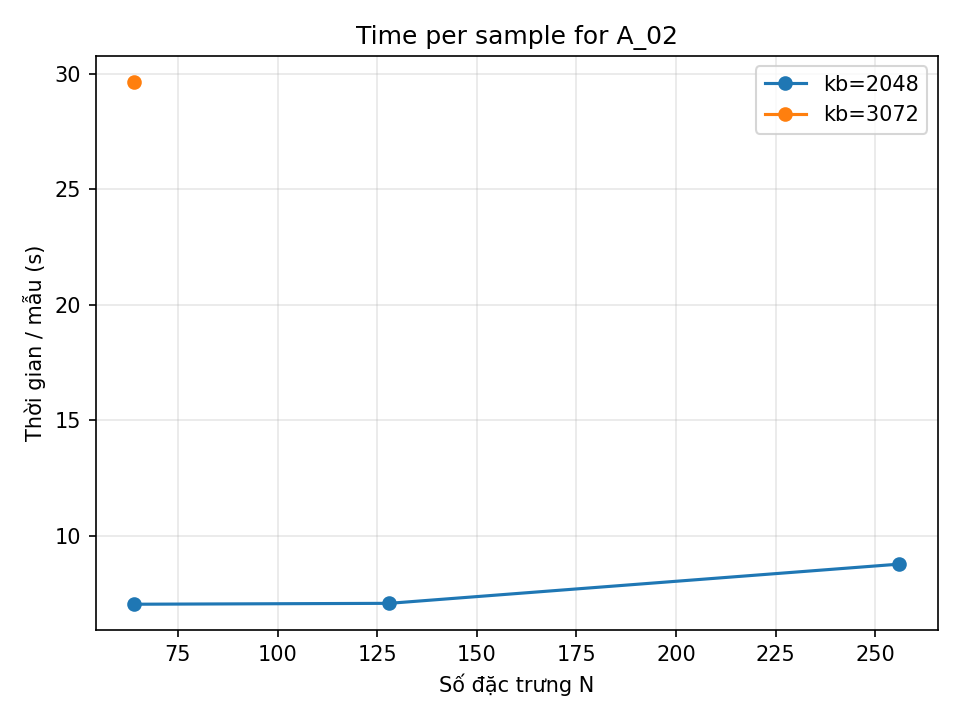 Time per sample for A_02
kb=2048
kb=3072
Thời gian / mẫu (s)
30
25
20
15
10
75
100
125
150
175
200
225
250
Số đặc trưng N